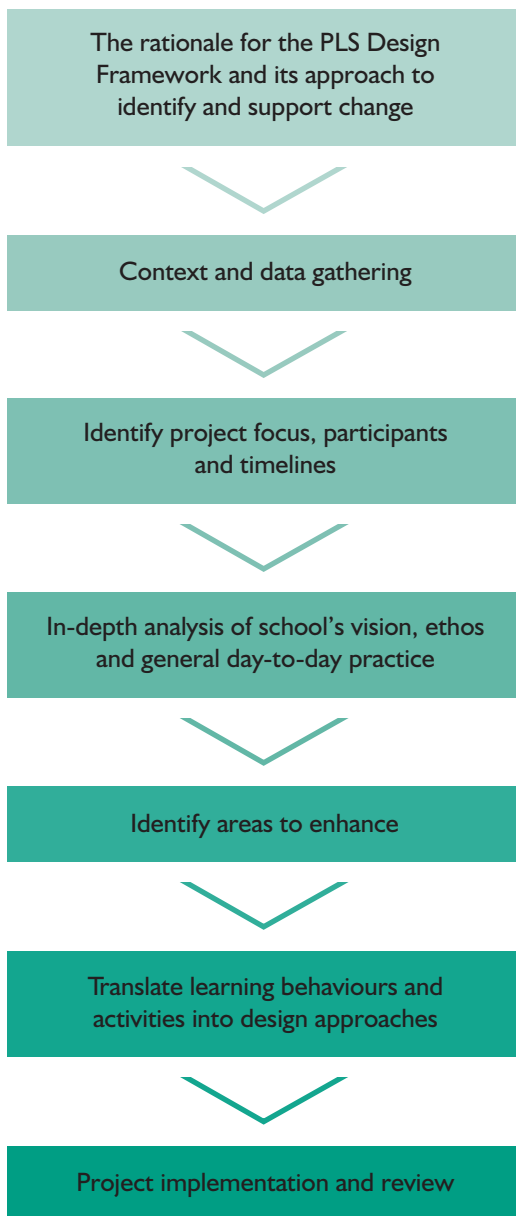 The rationale for the PLS Design
Framework and its approach to
identify and support change
Context and data gathering
Identify project focus, participants
and timelines
In-depth analysis of school’s vision, ethos
and general day-to-day practice
Identify areas to enhance
Translate learning behaviours and
activities into design approaches
Project implementation and review